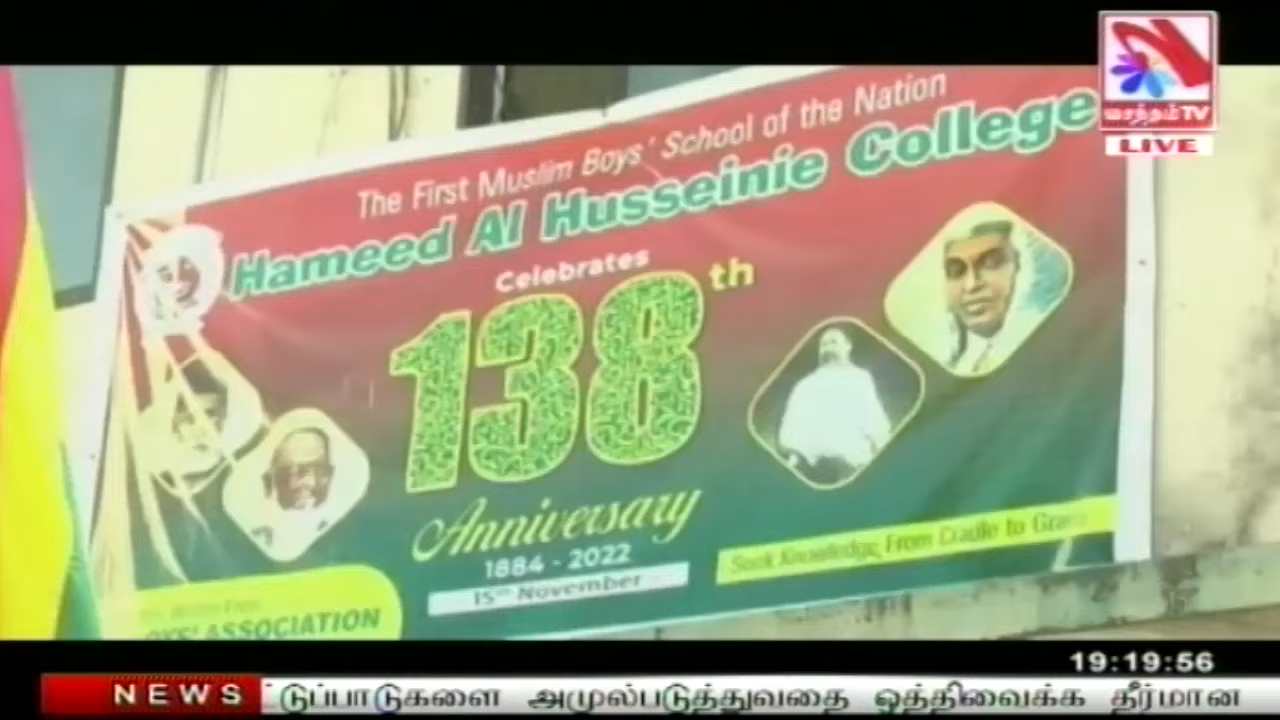 வசந்தம்TV
LIVE
The First Muslim Boys' School of the Nation
Hameed Al Husseinie College
Celebrates
138th
Anniversary
1884 - 2022
15th November
Seek Knowledge, From Cradle to Grave
ASSOCIATION
19:19:56
NEWS
டுப்பாடுகளை அமுல்படுத்துவதை ஒத்திவைக்க தீர்மான